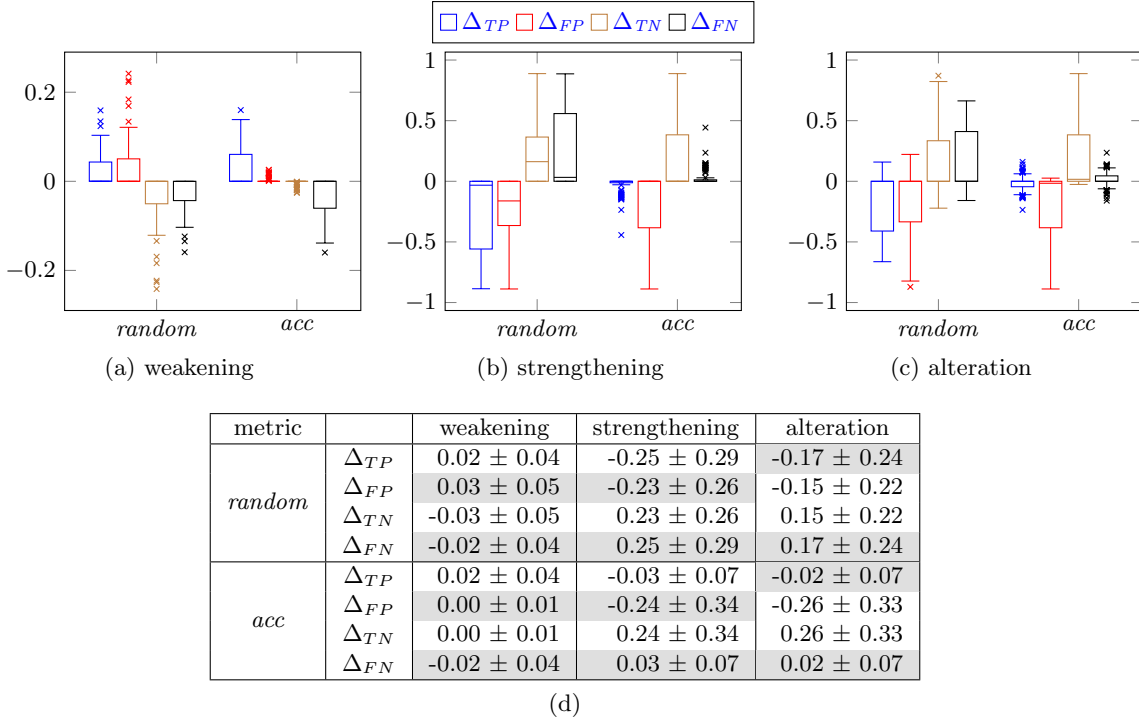 Δ_TP Δ_FP Δ_TN Δ_FN
0.2
0
−0.2
random acc
(a) weakening
1
0.5
0
−0.5
−1
random acc
(b) strengthening
1
0.5
0
−0.5
−1
random acc
(c) alteration
metric weakening strengthening alteration
random
Δ_TP 0.02 ± 0.04 -0.25 ± 0.29 -0.17 ± 0.24
Δ_FP 0.03 ± 0.05 -0.23 ± 0.26 -0.15 ± 0.22
Δ_TN -0.03 ± 0.05 0.23 ± 0.26 0.15 ± 0.22
Δ_FN -0.02 ± 0.04 0.25 ± 0.29 0.17 ± 0.24
acc
Δ_TP 0.02 ± 0.04 -0.03 ± 0.07 -0.02 ± 0.07
Δ_FP 0.00 ± 0.01 -0.24 ± 0.34 -0.26 ± 0.33
Δ_TN 0.00 ± 0.01 0.24 ± 0.34 0.26 ± 0.33
Δ_FN -0.02 ± 0.04 0.03 ± 0.07 0.02 ± 0.07
(d)